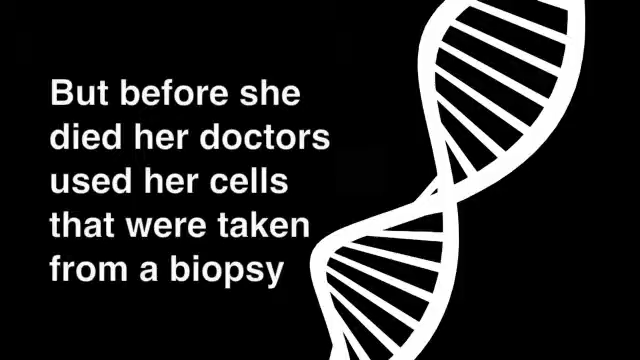 But before she
died her doctors
used her cells
that were taken
from a biopsy